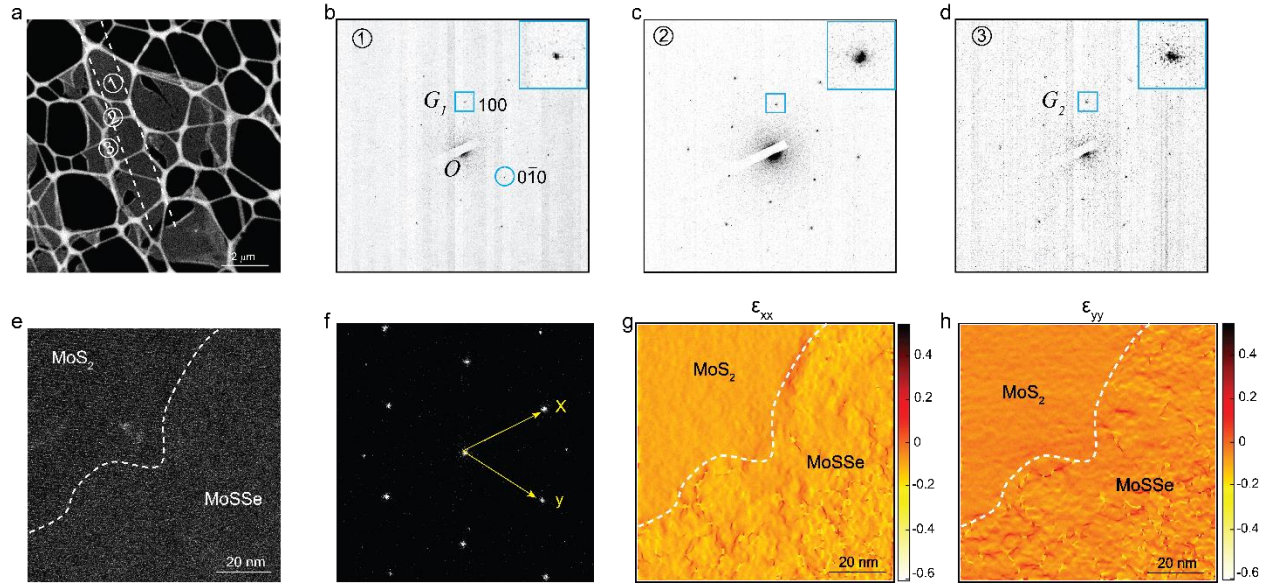 a
①
②
③
2 μm
b
①
G₁
100
O
01̅0
c
②
d
③
G₂
e
MoS₂
MoSSe
20 nm
f
X
y
g
εxx
MoS₂
MoSSe
20 nm
0.4
0.2
0
-0.2
-0.4
-0.6
h
εyy
MoS₂
MoSSe
20 nm
0.4
0.2
0
-0.2
-0.4
-0.6